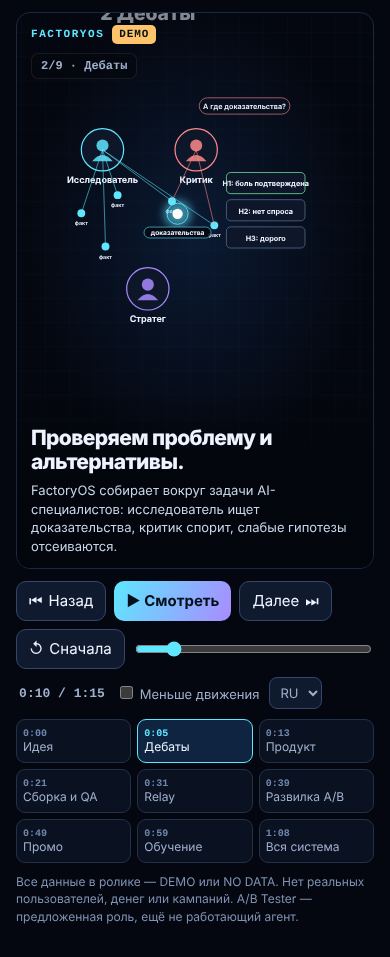 2 Дебаты
FACTORYOS DEMO
2/9 · Дебаты
А где доказательства?
Исследователь
Критик
H1: боль подтверждена
H2: нет спроса
H3: дорого
факт
факт
факт
факт
доказательства
Стратег
Проверяем проблему и
альтернативы.
FactoryOS собирает вокруг задачи AI-
специалистов: исследователь ищет
доказательства, критик спорит, слабые гипотезы
отсеиваются.
⏮ Назад ▶ Смотреть Далее ⏭
↺ Сначала
0:10 / 1:15 Меньше движения RU
0:00
Идея
0:05
Дебаты
0:13
Продукт
0:21
Сборка и QA
0:31
Relay
0:39
Развилка A/B
0:49
Промо
0:59
Обучение
1:08
Вся система
Все данные в ролике — DEMO или NO DATA. Нет реальных
пользователей, денег или кампаний. A/B Tester —
предложенная роль, ещё не работающий агент.